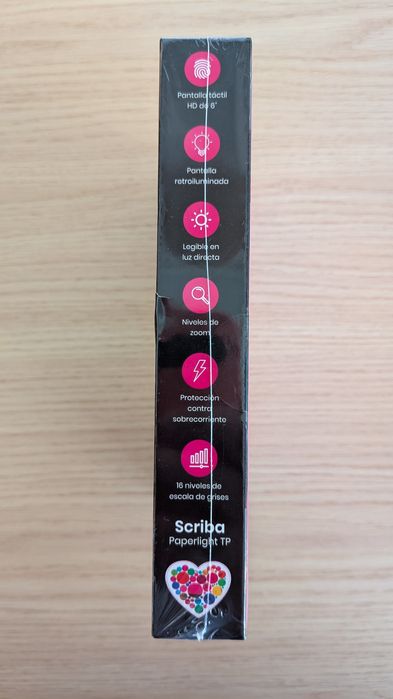 Pantalla táctil
HD de 6"
Pantalla
retroiluminada
Legible en
luz directa
Niveles de
zoom
Protección
contra
sobrecorriente
16 niveles de
escala de grises
Scriba
Paperlight TP